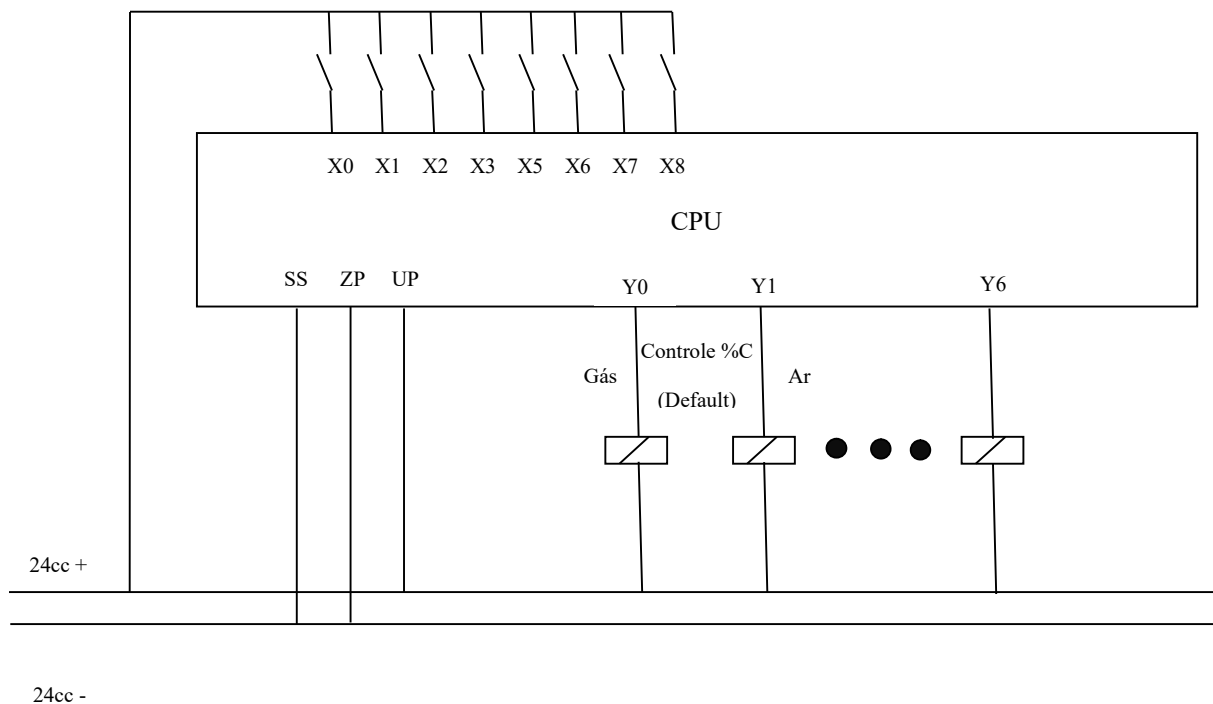 X0 X1 X2 X3 X5 X6 X7 X8
CPU
SS ZP UP
Y0 Y1 Y6
Controle %C
Gás Ar
(Default)
24cc +
24cc -